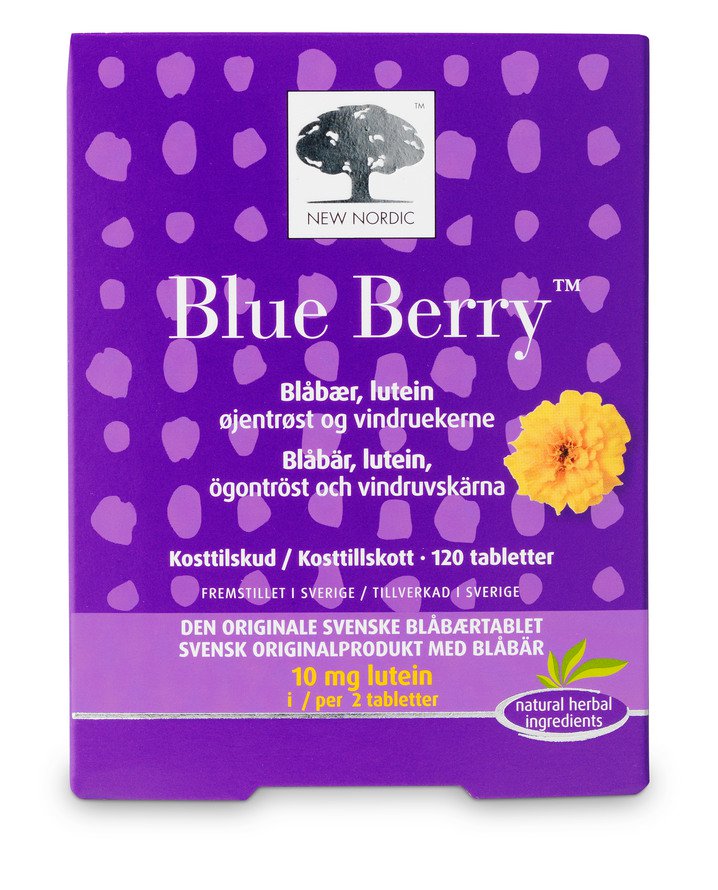 TM
NEW NORDIC
Blue Berry™
Blåbær, lutein
øjentrøst og vindruekerne
Blåbär, lutein,
ögontröst och vindruvskärna
Kosttilskud / Kosttillskott · 120 tabletter
FREMSTILLET I SVERIGE / TILLVERKAD I SVERIGE
DEN ORIGINALE SVENSKE BLÅBÆRTABLET
SVENSK ORIGINALPRODUKT MED BLÅBÄR
10 mg lutein
i / per 2 tabletter
natural herbal
ingredients